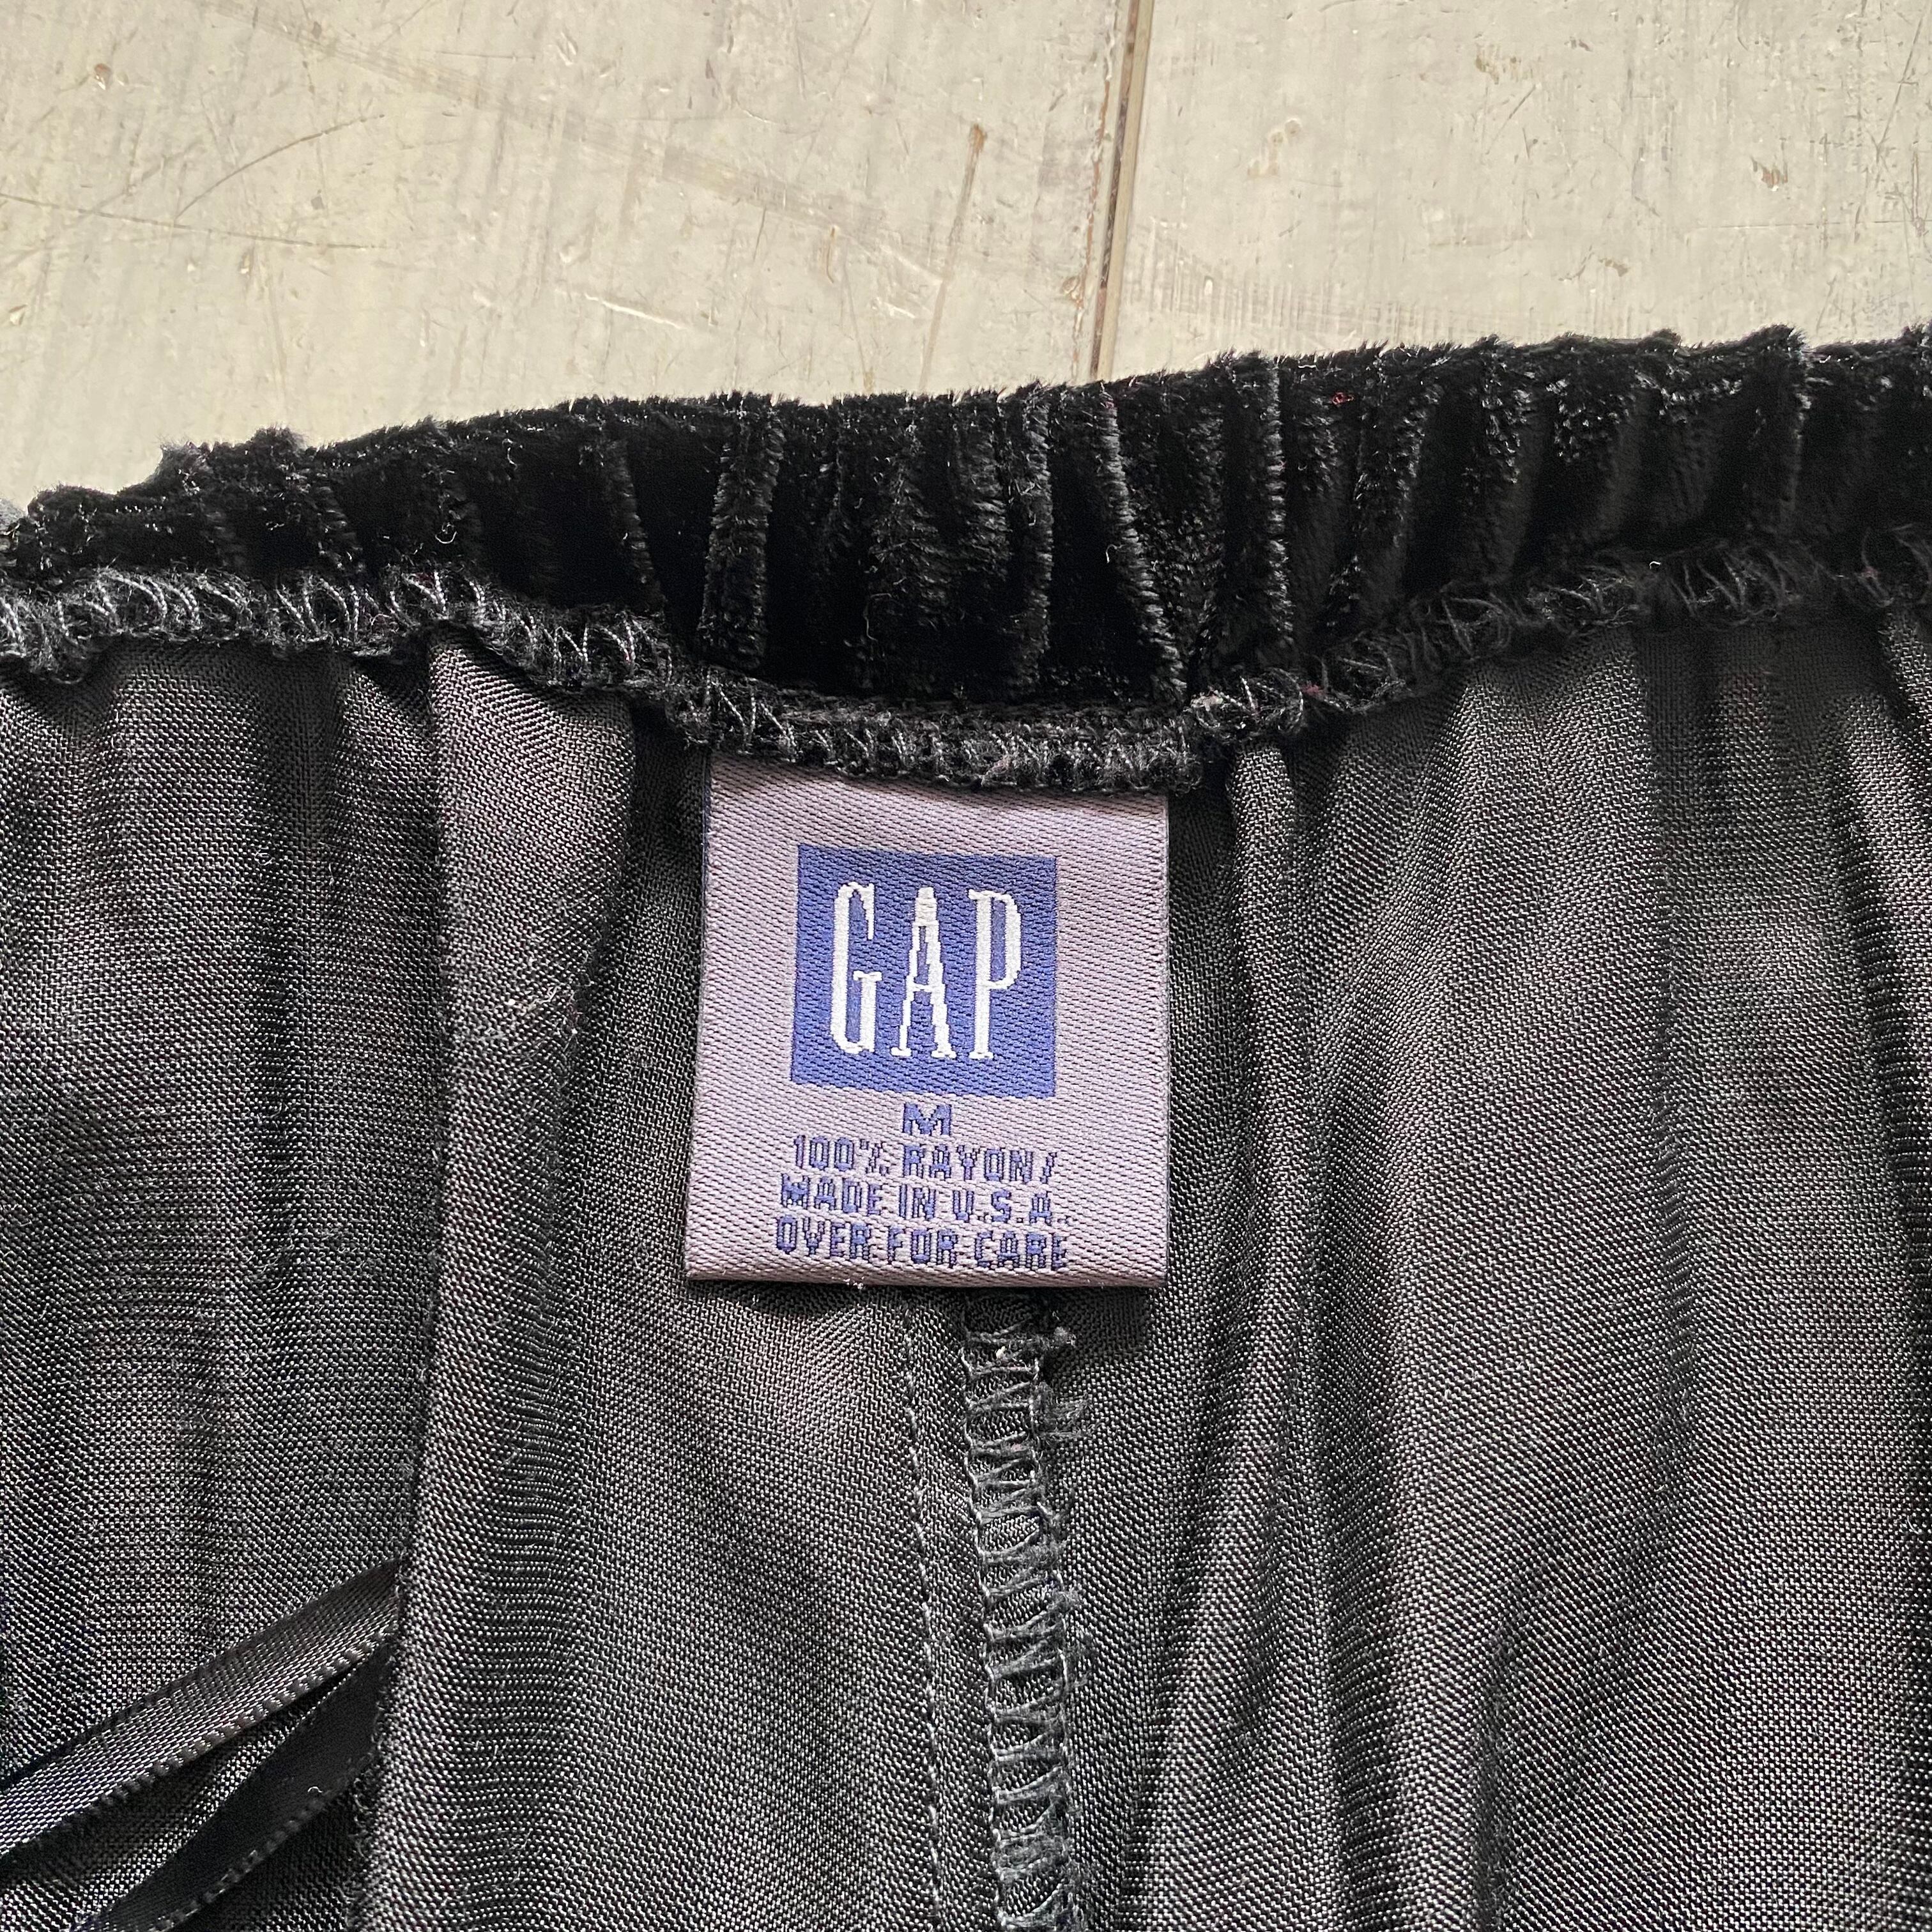 GAP
M
100% RAYON/
MADE IN U.S.A.
OVER FOR CARE